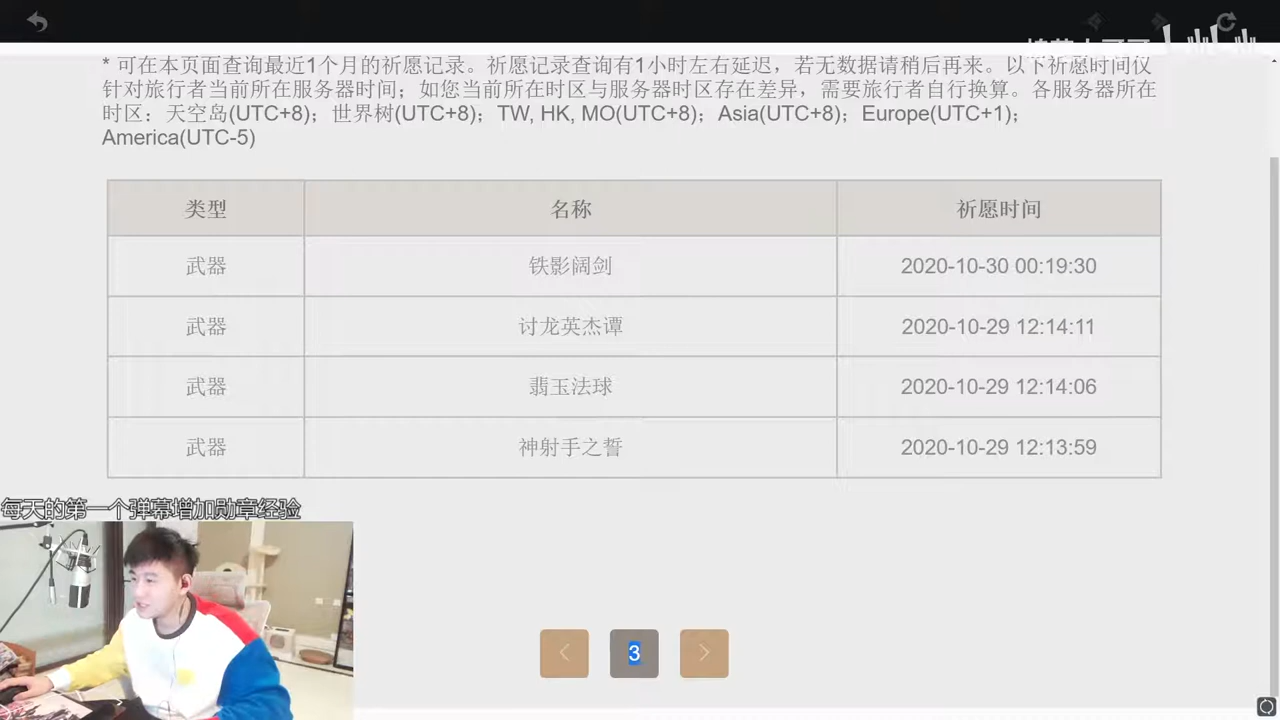 * 可在本页面查询最近1个月的祈愿记录。祈愿记录查询有1小时左右延迟，若无数据请稍后再来。以下祈愿时间仅
针对旅行者当前所在服务器时间；如您当前所在时区与服务器时区存在差异，需要旅行者自行换算。各服务器所在
时区：天空岛(UTC+8)；世界树(UTC+8)；TW, HK, MO(UTC+8)；Asia(UTC+8)；Europe(UTC+1)；
America(UTC-5)
类型 名称 祈愿时间
武器 铁影阔剑 2020-10-30 00:19:30
武器 讨龙英杰谭 2020-10-29 12:14:11
武器 翡玉法球 2020-10-29 12:14:06
武器 神射手之誓 2020-10-29 12:13:59
每天的第一个弹幕增加勋章经验
3